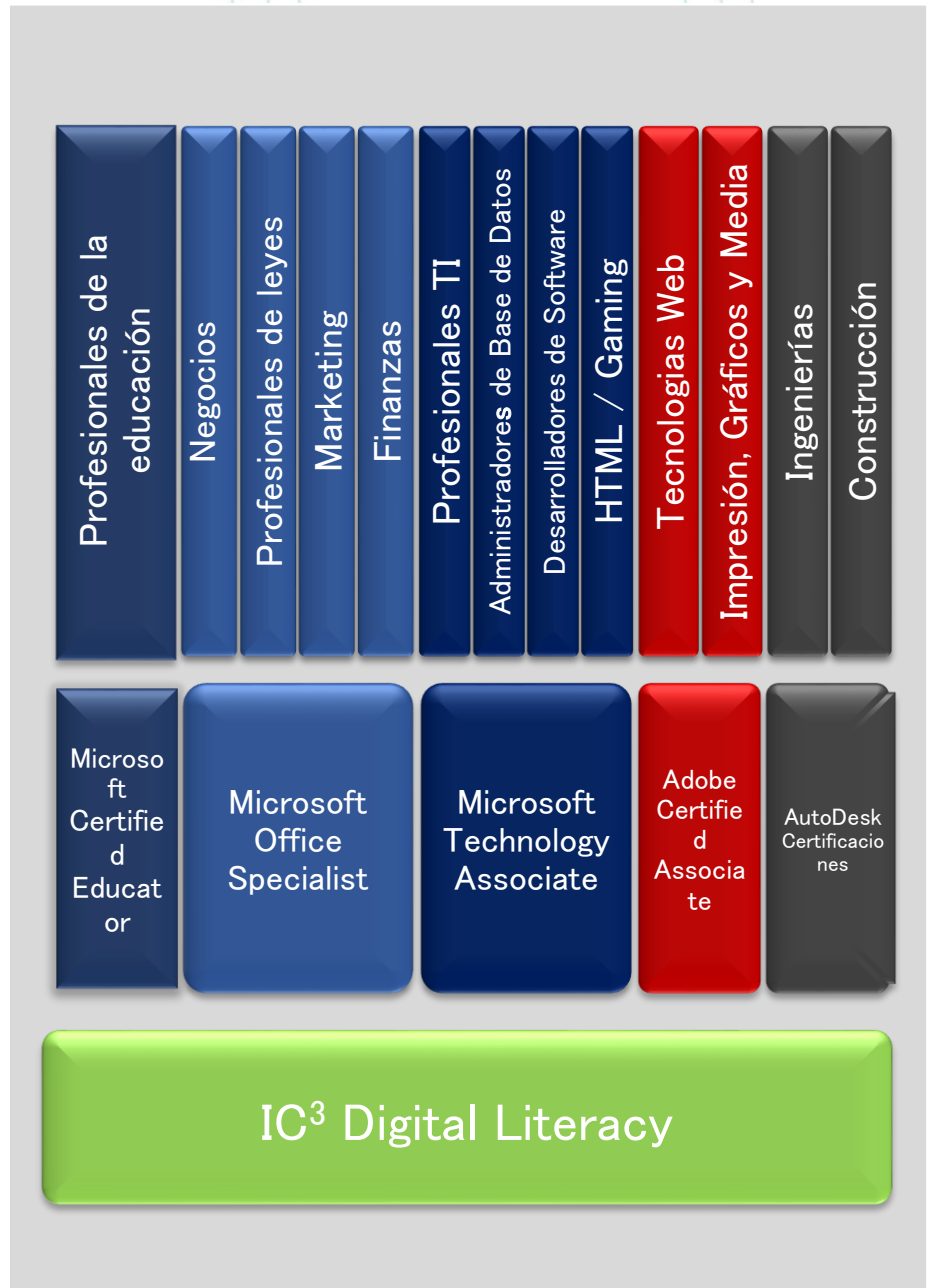 Profesionales de la
educación
Negocios
Profesionales de leyes
Marketing
Finanzas
Profesionales TI
Administradores de Base de Datos
Desarrolladores de Software
HTML / Gaming
Tecnologias Web
Impresión, Gráficos y Media
Ingenierías
Construcción
Microso
ft
Certifie
d
Educat
or
Microsoft
Office
Specialist
Microsoft
Technology
Associate
Adobe
Certifie
d
Associa
te
AutoDesk
Certificacio
nes
IC³ Digital Literacy